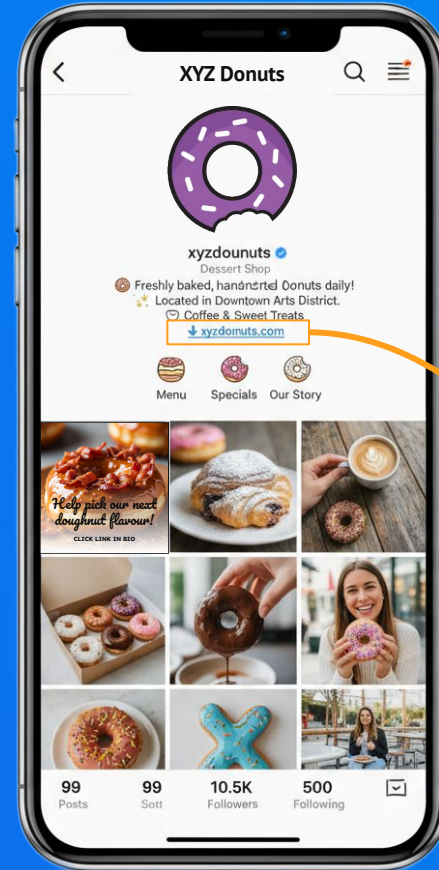 XYZ Donuts
xyzdounuts
Dessert Shop
Freshly baked, Donuts daily!
Located in Downtown Arts District.
Coffee & Sweet Treats
xyzdonuts.com
Menu Specials Our Story
Help pick our next
doughnut flavour!
CLICK LINK IN BIO
99 99 10.5K 500
Posts Sott Followers Following